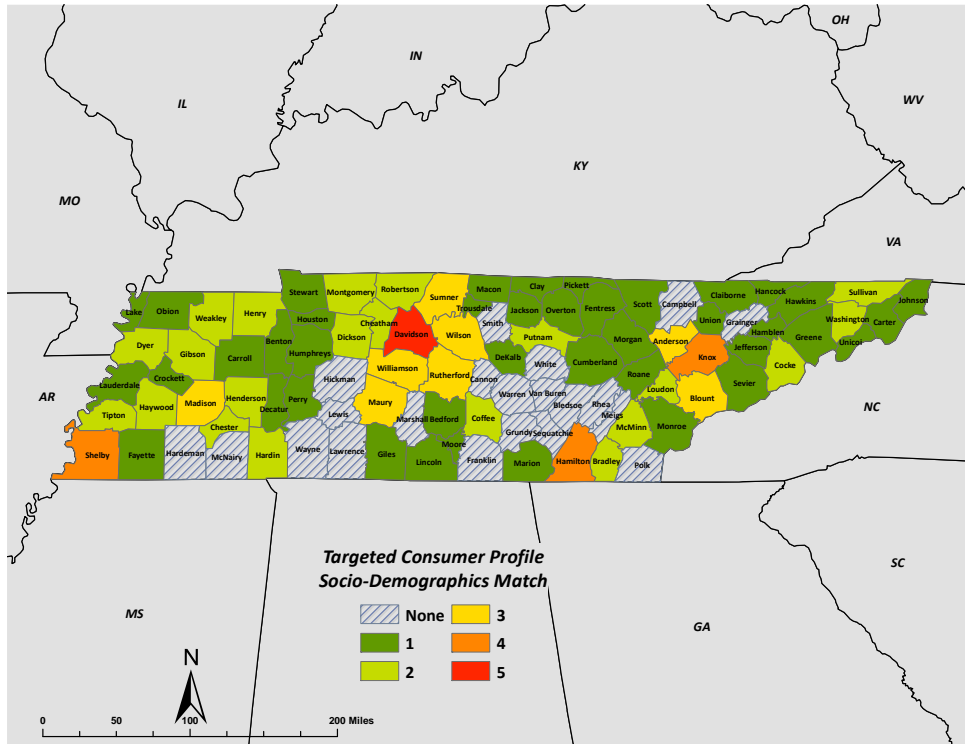 OH
IN
IL
WV
KY
MO
VA
Stewart Montgomery Robertson Sumner Macon Clay Pickett Scott Campbell Claiborne Hancock Hawkins Sullivan Johnson
Lake Obion Weakley Henry Houston Trousdale Jackson Overton Fentress Union Grainger Hamblen Washington Carter
Cheatham Davidson Wilson Smith Putnam Morgan Anderson Knox Jefferson Greene Unicoi
Dyer Gibson Carroll Benton Humphreys Dickson DeKalb Cumberland Roane Cocke
Lauderdale Crockett Williamson Rutherford Cannon White Loudon Blount Sevier
AR
Tipton Haywood Madison Henderson Decatur Perry Hickman Lewis Maury Marshall Bedford Coffee Warren Van Buren Bledsoe Rhea Meigs McMinn Monroe
NC
Chester Moore Grundy Sequatchie
Shelby Fayette Hardeman McNairy Hardin Wayne Lawrence Giles Lincoln Franklin Marion Hamilton Bradley Polk
Targeted Consumer Profile
Socio-Demographics Match
SC
MS
GA
None 3
1 4
2 5
N
0 50 100 200 Miles